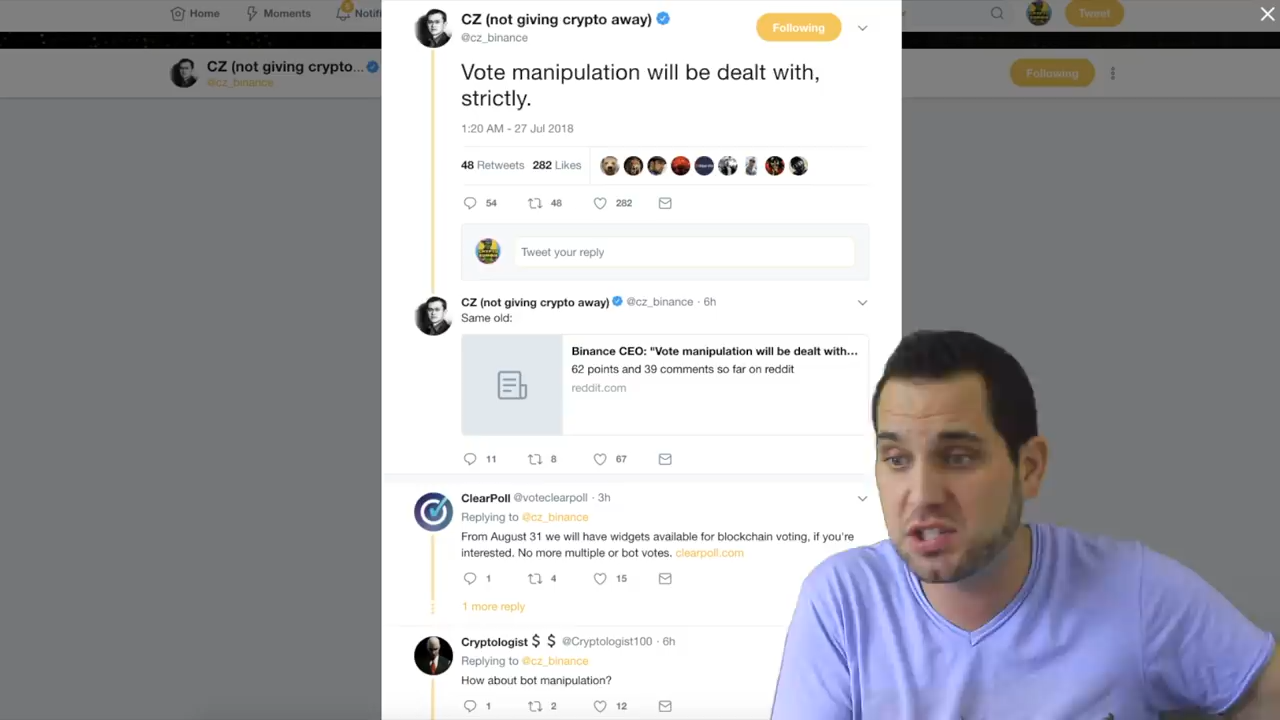 Home
Moments
Notifi
Tweet
CZ (not giving crypto...
@cz_binance
Following
CZ (not giving crypto away)
@cz_binance
Following
Vote manipulation will be dealt with,
strictly.
1:20 AM - 27 Jul 2018
48 Retweets 282 Likes
54 48 282
Tweet your reply
CZ (not giving crypto away) @cz_binance · 6h
Same old:
Binance CEO: "Vote manipulation will be dealt with...
62 points and 39 comments so far on reddit
reddit.com
11 8 67
ClearPoll @voteclearpoll · 3h
Replying to @cz_binance
From August 31 we will have widgets available for blockchain voting, if you're
interested. No more multiple or bot votes. clearpoll.com
1 4 15
1 more reply
Cryptologist $ $ @Cryptologist100 · 6h
Replying to @cz_binance
How about bot manipulation?
1 2 12